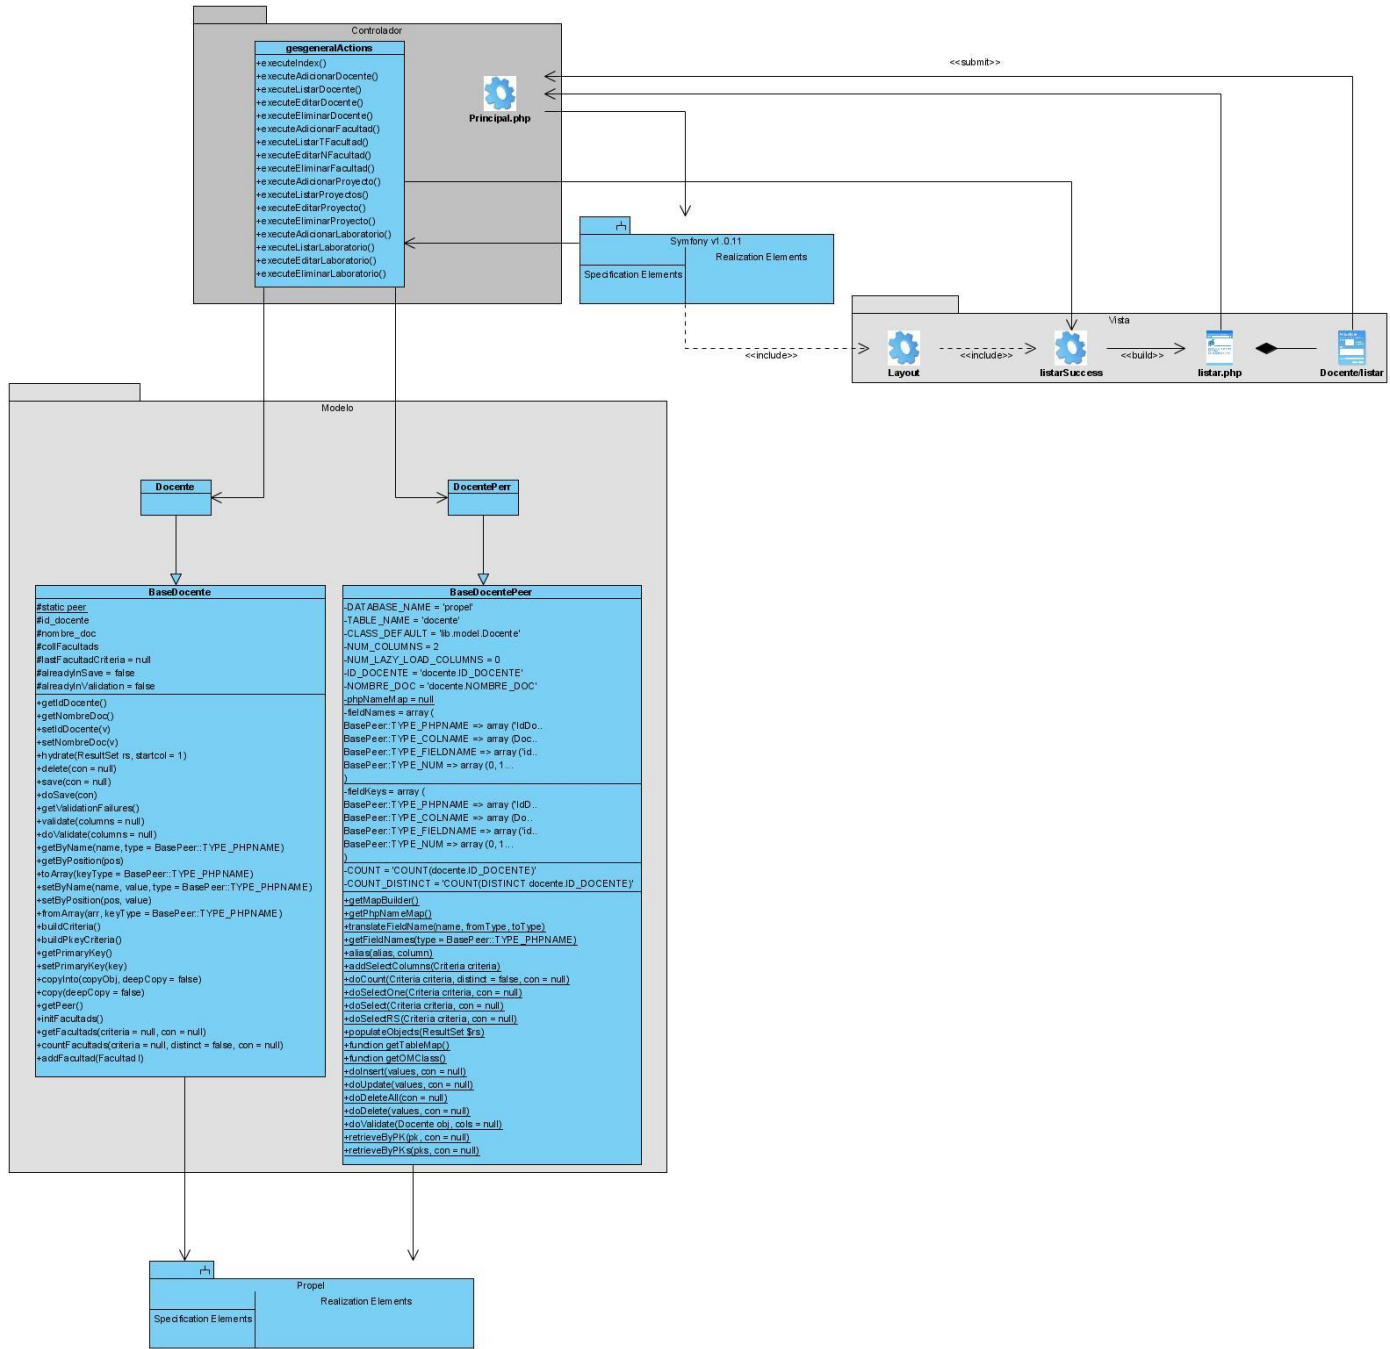 Controlador
gesgeneralActions
+executeIndex()
+executeAdicionarDocente()
+executeListarDocente()
+executeEditarDocente()
+executeEliminarDocente()
+executeAdicionarFacultad()
+executeListarTFacultad()
+executeEditarNFacultad()
+executeEliminarFacultad()
+executeAdicionarProyecto()
+executeListarProyectos()
+executeEditarProyecto()
+executeEliminarProyecto()
+executeAdicionarLaboratorio()
+executeListarLaboratorio()
+executeEditarLaboratorio()
+executeEliminarLaboratorio()
Principal.php
<<submit>>
Symfony v1.0.11
Realization Elements
Specification Elements
Vista
<<include>>
Layout
<<include>>
listarSuccess
<<build>>
listar.php
Docente/listar
Modelo
Docente
DocentePerr
BaseDocente
#static peer
#id_docente
#nombre_doc
#collFacultads
#lastFacultadCriteria = null
#alreadyInSave = false
#alreadyInValidation = false
+getIdDocente()
+getNombreDoc()
+setIdDocente(v)
+setNombreDoc(v)
+hydrate(ResultSet rs, startcol = 1)
+delete(con = null)
+save(con = null)
+doSave(con)
+getValidationFailures()
+validate(columns = null)
+doValidate(columns = null)
+getByName(name, type = BasePeer::TYPE_PHPNAME)
+getByPosition(pos)
+toArray(keyType = BasePeer::TYPE_PHPNAME)
+setByName(name, value, type = BasePeer::TYPE_PHPNAME)
+setByPosition(pos, value)
+fromArray(arr, keyType = BasePeer::TYPE_PHPNAME)
+buildCriteria()
+buildPkeyCriteria()
+getPrimaryKey()
+setPrimaryKey(key)
+copyInto(copyObj, deepCopy = false)
+copy(deepCopy = false)
+getPeer()
+initFacultads()
+getFacultads(criteria = null, con = null)
+countFacultads(criteria = null, distinct = false, con = null)
+addFacultad(Facultad l)
BaseDocentePeer
-DATABASE_NAME = 'propel'
-TABLE_NAME = 'docente'
-CLASS_DEFAULT = 'lib.model.Docente'
-NUM_COLUMNS = 2
-NUM_LAZY_LOAD_COLUMNS = 0
-ID_DOCENTE = 'docente.ID_DOCENTE'
-NOMBRE_DOC = 'docente.NOMBRE_DOC'
-phpNameMap = null
-fieldNames = array (
BasePeer::TYPE_PHPNAME => array ('IdDo..
BasePeer::TYPE_COLNAME => array (Doc...
BasePeer::TYPE_FIELDNAME => array ('id..
BasePeer::TYPE_NUM => array (0, 1...
)
-fieldKeys = array (
BasePeer::TYPE_PHPNAME => array ('IdD..
BasePeer::TYPE_COLNAME => array (Do..
BasePeer::TYPE_FIELDNAME => array ('id..
BasePeer::TYPE_NUM => array (0, 1...
)
-COUNT = 'COUNT(docente.ID_DOCENTE)'
-COUNT_DISTINCT = 'COUNT(DISTINCT docente.ID_DOCENTE)'
+getMapBuilder()
+getPhpNameMap()
+translateFieldName(name, fromType, toType)
+getFieldNames(type = BasePeer::TYPE_PHPNAME)
+alias(alias, column)
+addSelectColumns(Criteria criteria)
+doCount(Criteria criteria, distinct = false, con = null)
+doSelectOne(Criteria criteria, con = null)
+doSelect(Criteria criteria, con = null)
+doSelectRS(Criteria criteria, con = null)
+populateObjects(ResultSet $rs)
+function getTableMap()
+function getOMClass()
+doInsert(values, con = null)
+doUpdate(values, con = null)
+doDeleteAll(con = null)
+doDelete(values, con = null)
+doValidate(Docente obj, cols = null)
+retrieveByPK(pk, con = null)
+retrieveByPKs(pks, con = null)
Propel
Realization Elements
Specification Elements